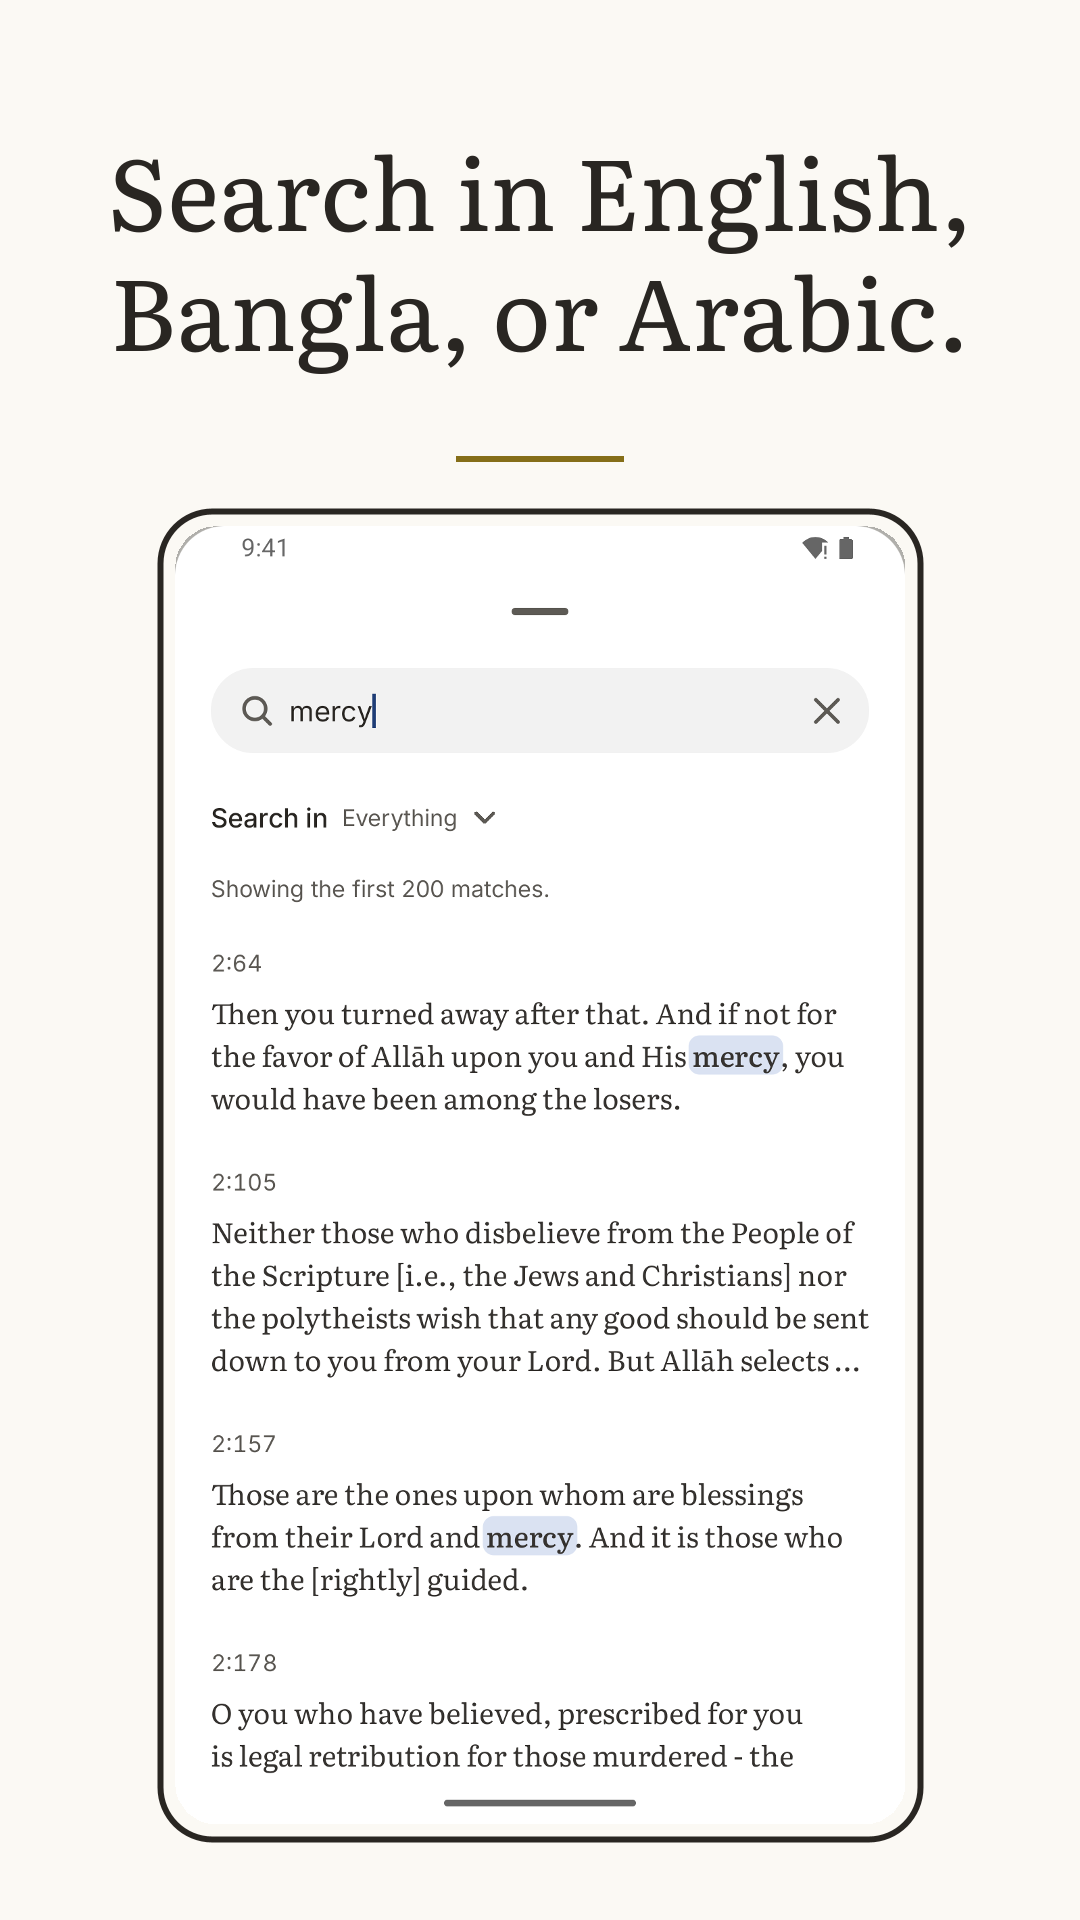 Search in English,
Bangla, or Arabic.
9:41
mercy
Search in Everything
Showing the first 200 matches.
2:64
Then you turned away after that. And if not for
the favor of Allāh upon you and His mercy, you
would have been among the losers.
2:105
Neither those who disbelieve from the People of
the Scripture [i.e., the Jews and Christians] nor
the polytheists wish that any good should be sent
down to you from your Lord. But Allāh selects ...
2:157
Those are the ones upon whom are blessings
from their Lord and mercy. And it is those who
are the [rightly] guided.
2:178
O you who have believed, prescribed for you
is legal retribution for those murdered - the